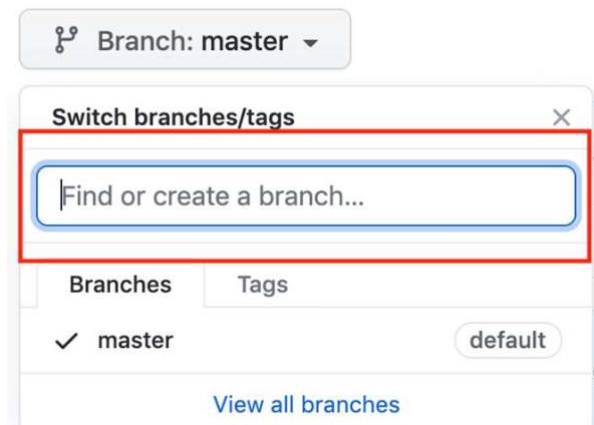 Branch: master
Switch branches/tags
Find or create a branch...
Branches Tags
master default
View all branches